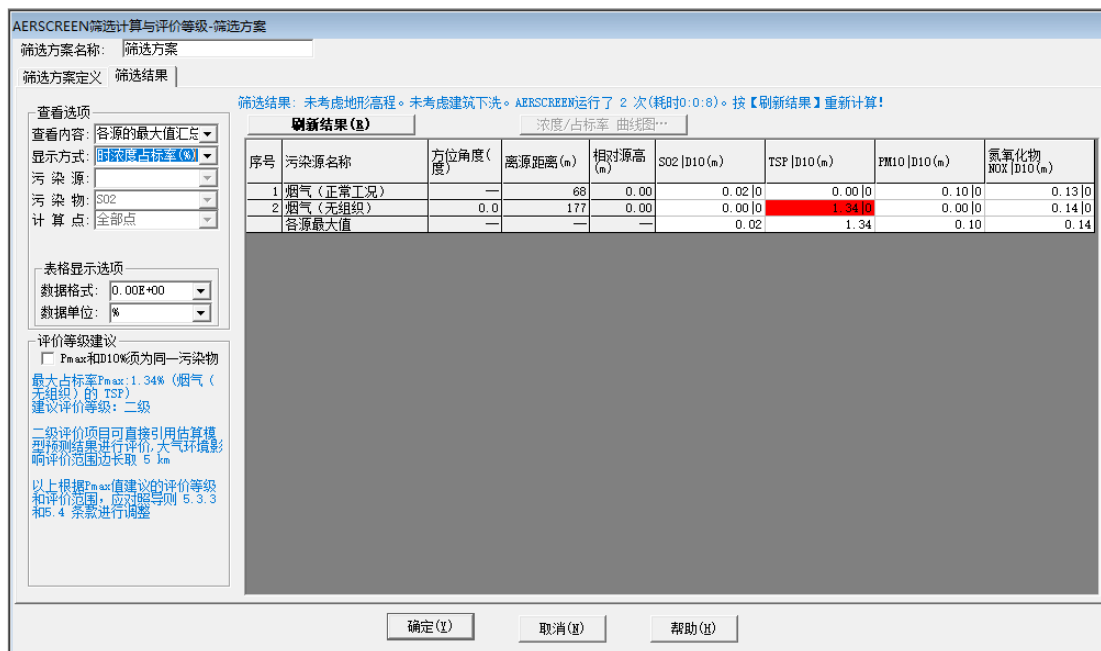 AERSCREEN筛选计算与评价等级-筛选方案
筛选方案名称: 筛选方案
筛选方案定义 筛选结果
筛选结果: 未考虑地形高程。未考虑建筑下洗。AERSCREEN运行了 2 次(耗时0:0:8)。按【刷新结果】重新计算!
刷新结果(R) 浓度/占标率 曲线图…
查看选项
查看内容: 各源的最大值汇总
显示方式: 时浓度占标率(%)
污 染 源:
污 染 物: SO2
计 算 点: 全部点
表格显示选项
数据格式: 0.00E+00
数据单位: %
评价等级建议
Pmax和D10%须为同一污染物
最大占标率Pmax:1.34% (烟气 (
无组织) 的 TSP)
建议评价等级: 二级
二级评价项目可直接引用估算模
型预测结果进行评价,大气环境影
响评价范围边长取 5 km
以上根据Pmax值建议的评价等级
和评价范围, 应对照导则 5.3.3
和5.4 条款进行调整
序号 污染源名称 方位角度(度) 离源距离(m) 相对源高(m) SO2|D10(m) TSP|D10(m) PM10|D10(m) 氮氧化物NOX|D10(m)
1 烟气 (正常工况) — 68 0.00 0.02|0 0.00|0 0.10|0 0.13|0
2 烟气 (无组织) 0.0 177 0.00 0.00|0 1.34|0 0.00|0 0.14|0
各源最大值 — — — 0.02 1.34 0.10 0.14
确定(Y) 取消(N) 帮助(H)